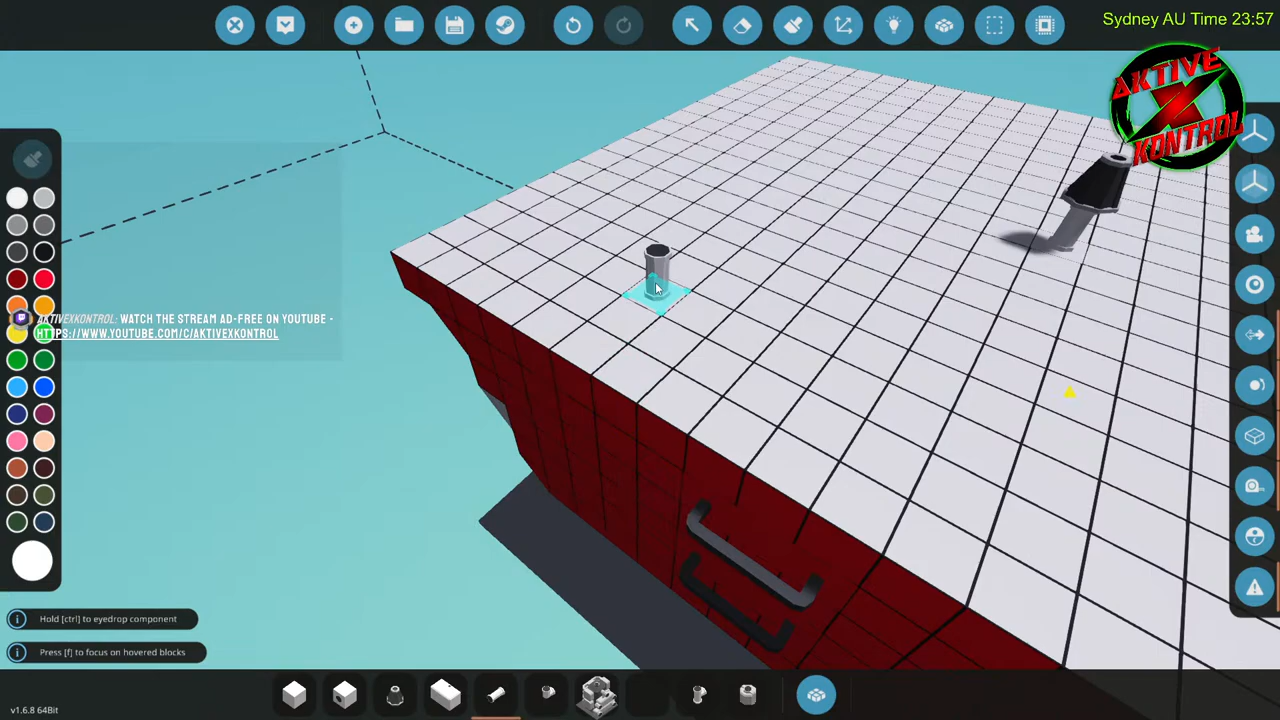 Sydney AU Time 23:57
AKTIVE
X
KONTROL
AKTIVEXKONTROL: WATCH THE STREAM AD-FREE ON YOUTUBE -
HTTPS://WWW.YOUTUBE.COM/C/AKTIVEXKONTROL
Hold [ctrl] to eyedrop component
Press [f] to focus on hovered blocks
v1.6.8 64Bit